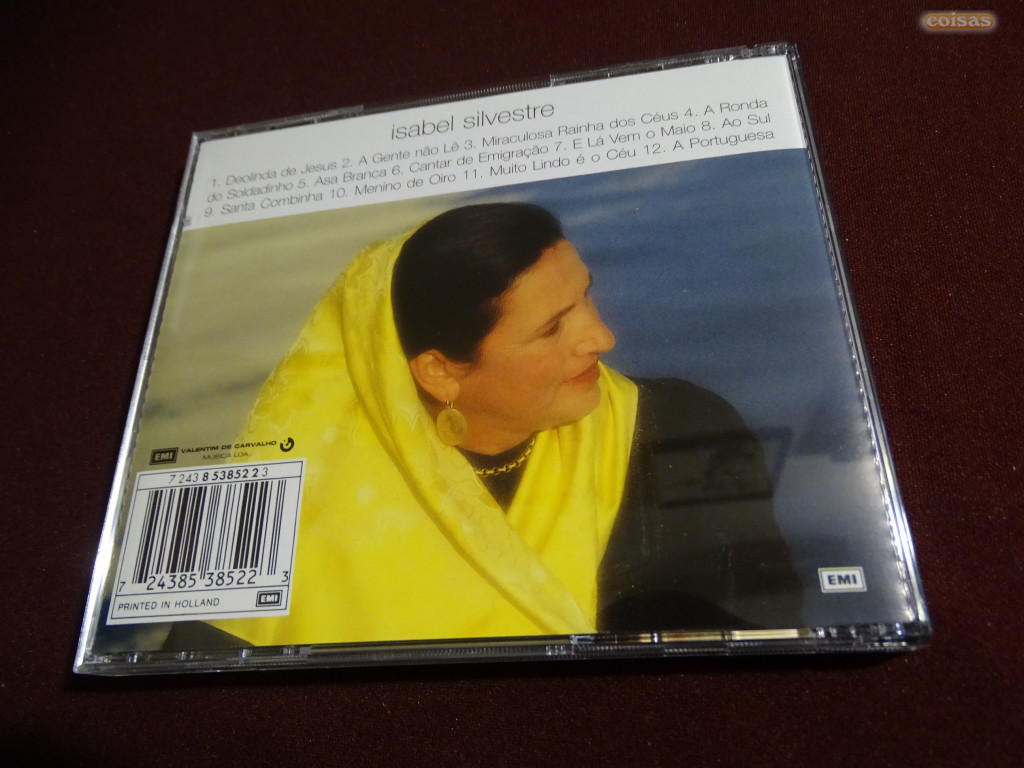 coisas
isabel silvestre
1. Deolinda de Jesus 2. A Gente não Lê 3. Miraculosa Rainha dos Céus 4. A Ronda
do Soldadinho 5. Asa Branca 6. Cantar de Emigração 7. E Lá Vem o Maio 8. Ao Sul
9. Santa Combinha 10. Menino de Oiro 11. Muito Lindo é o Céu 12. A Portuguesa
EMI VALENTIM DE CARVALHO
MÚSICA LDA.
7 243 8 53852 2 3
7 24385 38522 3
PRINTED IN HOLLAND EMI
EMI